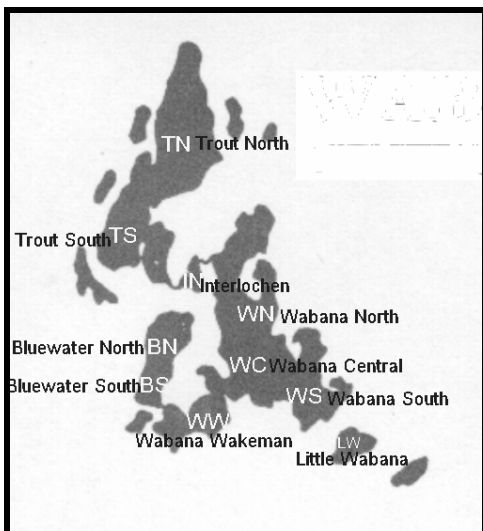 TN Trout North
Trout South TS
IN Interlochen
WN Wabana North
Bluewater North BN
WC Wabana Central
Bluewater South BS
WS Wabana South
WW
Wabana Wakeman
LW
Little Wabana